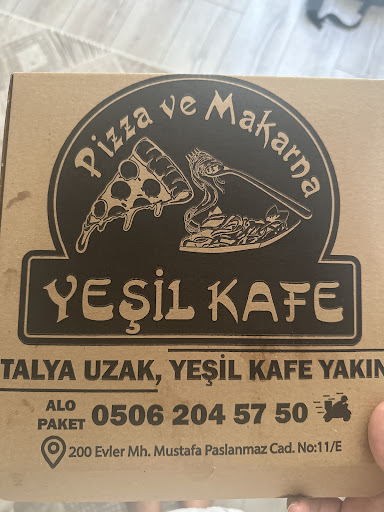 Pizza ve Makarna
YEŞİL KAFE
TALYA UZAK, YEŞİL KAFE YAKIN
ALO
PAKET 0506 204 57 50
200 Evler Mh. Mustafa Paslanmaz Cad. No:11/E